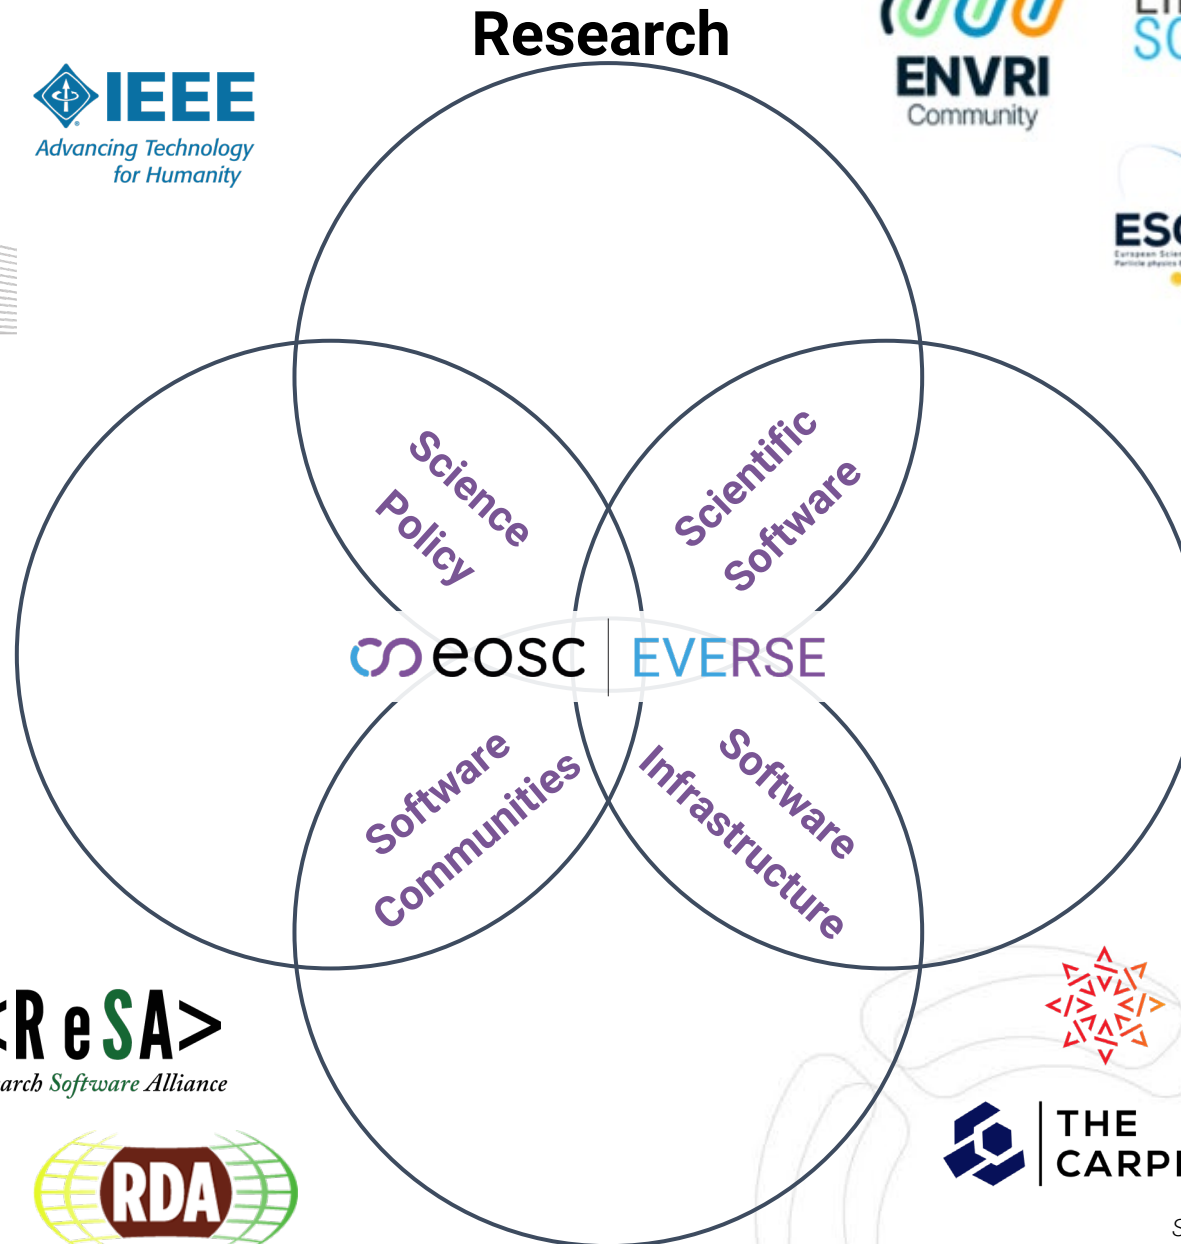 Research
IEEE
Advancing Technology
for Humanity
ENVRI
Community
Science
Policy
Scientific
Software
eosc | EVERSE
Software
Communities
Software
Infrastructure
<ReSA>
Software Alliance
RDA
THE